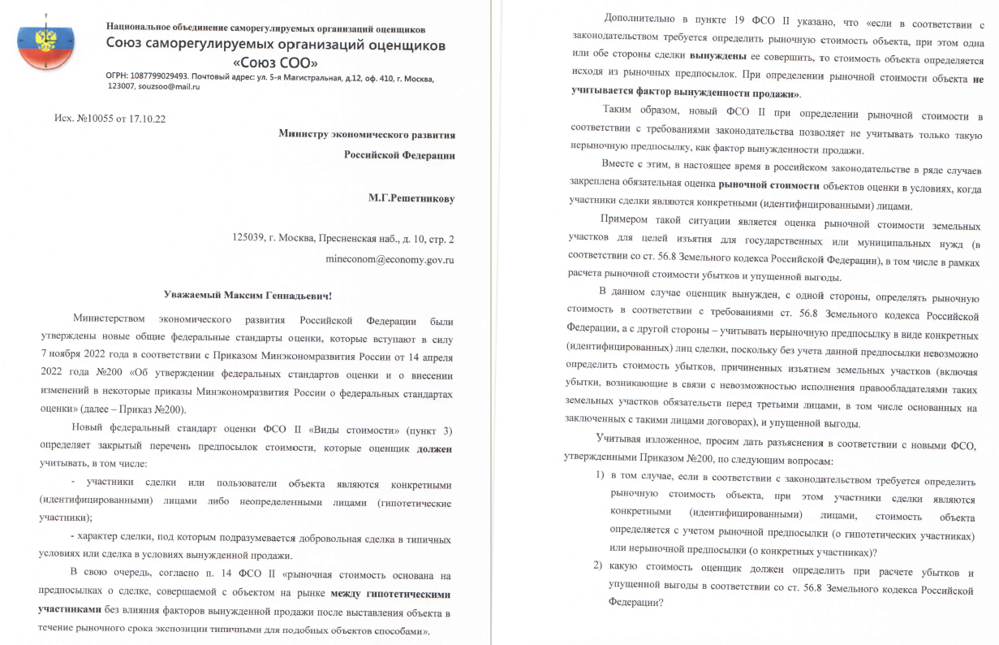 Национальное объединение саморегулируемых организаций оценщиков
Союз саморегулируемых организаций оценщиков
«Союз СОО»
ОГРН: 1087799029493. Почтовый адрес: ул. 5-я Магистральная, д.12, оф. 410, г. Москва,
123007, souzsoo@mail.ru
Исх. №10055 от 17.10.22
Министру экономического развития
Российской Федерации
М.Г.Решетникову
125039, г. Москва, Пресненская наб., д. 10, стр. 2
mineconom@economy.gov.ru
Уважаемый Максим Геннадьевич!
Министерством экономического развития Российской Федерации были
утверждены новые общие федеральные стандарты оценки, которые вступают в силу
7 ноября 2022 года в соответствии с Приказом Минэкономразвития России от 14 апреля
2022 года №200 «Об утверждении федеральных стандартов оценки и о внесении
изменений в некоторые приказы Минэкономразвития России о федеральных стандартах
оценки» (далее – Приказ №200).
Новый федеральный стандарт оценки ФСО II «Виды стоимости» (пункт 3)
определяет закрытый перечень предпосылок стоимости, которые оценщик должен
учитывать, в том числе:
- участники сделки или пользователи объекта являются конкретными
(идентифицированными) лицами либо неопределенными лицами (гипотетические
участники);
- характер сделки, под которым подразумевается добровольная сделка в типичных
условиях или сделка в условиях вынужденной продажи.
В свою очередь, согласно п. 14 ФСО II «рыночная стоимость основана на
предпосылках о сделке, совершаемой с объектом на рынке между гипотетическими
участниками без влияния факторов вынужденной продажи после выставления объекта в
течение рыночного срока экспозиции типичными для подобных объектов способами».
Дополнительно в пункте 19 ФСО II указано, что «если в соответствии с
законодательством требуется определить рыночную стоимость объекта, при этом одна
или обе стороны сделки вынуждены ее совершить, то стоимость объекта определяется
исходя из рыночных предпосылок. При определении рыночной стоимости объекта не
учитывается фактор вынужденности продажи».
Таким образом, новый ФСО II при определении рыночной стоимости в
соответствии с требованиями законодательства позволяет не учитывать только такую
нерыночную предпосылку, как фактор вынужденности продажи.
Вместе с этим, в настоящее время в российском законодательстве в ряде случаев
закреплена обязательная оценка рыночной стоимости объектов оценки в условиях, когда
участники сделки являются конкретными (идентифицированными) лицами.
Примером такой ситуации является оценка рыночной стоимости земельных
участков для целей изъятия для государственных или муниципальных нужд (в
соответствии со ст. 56.8 Земельного кодекса Российской Федерации), в том числе в рамках
расчета рыночной стоимости убытков и упущенной выгоды.
В данном случае оценщик вынужден, с одной стороны, определять рыночную
стоимость в соответствии с требованиями ст. 56.8 Земельного кодекса Российской
Федерации, а с другой стороны – учитывать нерыночную предпосылку в виде конкретных
(идентифицированных) лиц сделки, поскольку без учета данной предпосылки невозможно
определить стоимость убытков, причиненных изъятием земельных участков (включая
убытки, возникающие в связи с невозможностью исполнения правообладателями таких
земельных участков обязательств перед третьими лицами, в том числе основанных на
заключенных с такими лицами договорах), и упущенной выгоды.
Учитывая изложенное, просим дать разъяснения в соответствии с новыми ФСО,
утвержденными Приказом №200, по следующим вопросам:
1) в том случае, если в соответствии с законодательством требуется определить
рыночную стоимость объекта, при этом участники сделки являются
конкретными (идентифицированными) лицами, стоимость объекта
определяется с учетом рыночной предпосылки (о гипотетических участниках)
или нерыночной предпосылки (о конкретных участниках)?
2) какую стоимость оценщик должен определить при расчете убытков и
упущенной выгоды в соответствии со ст. 56.8 Земельного кодекса Российской
Федерации?